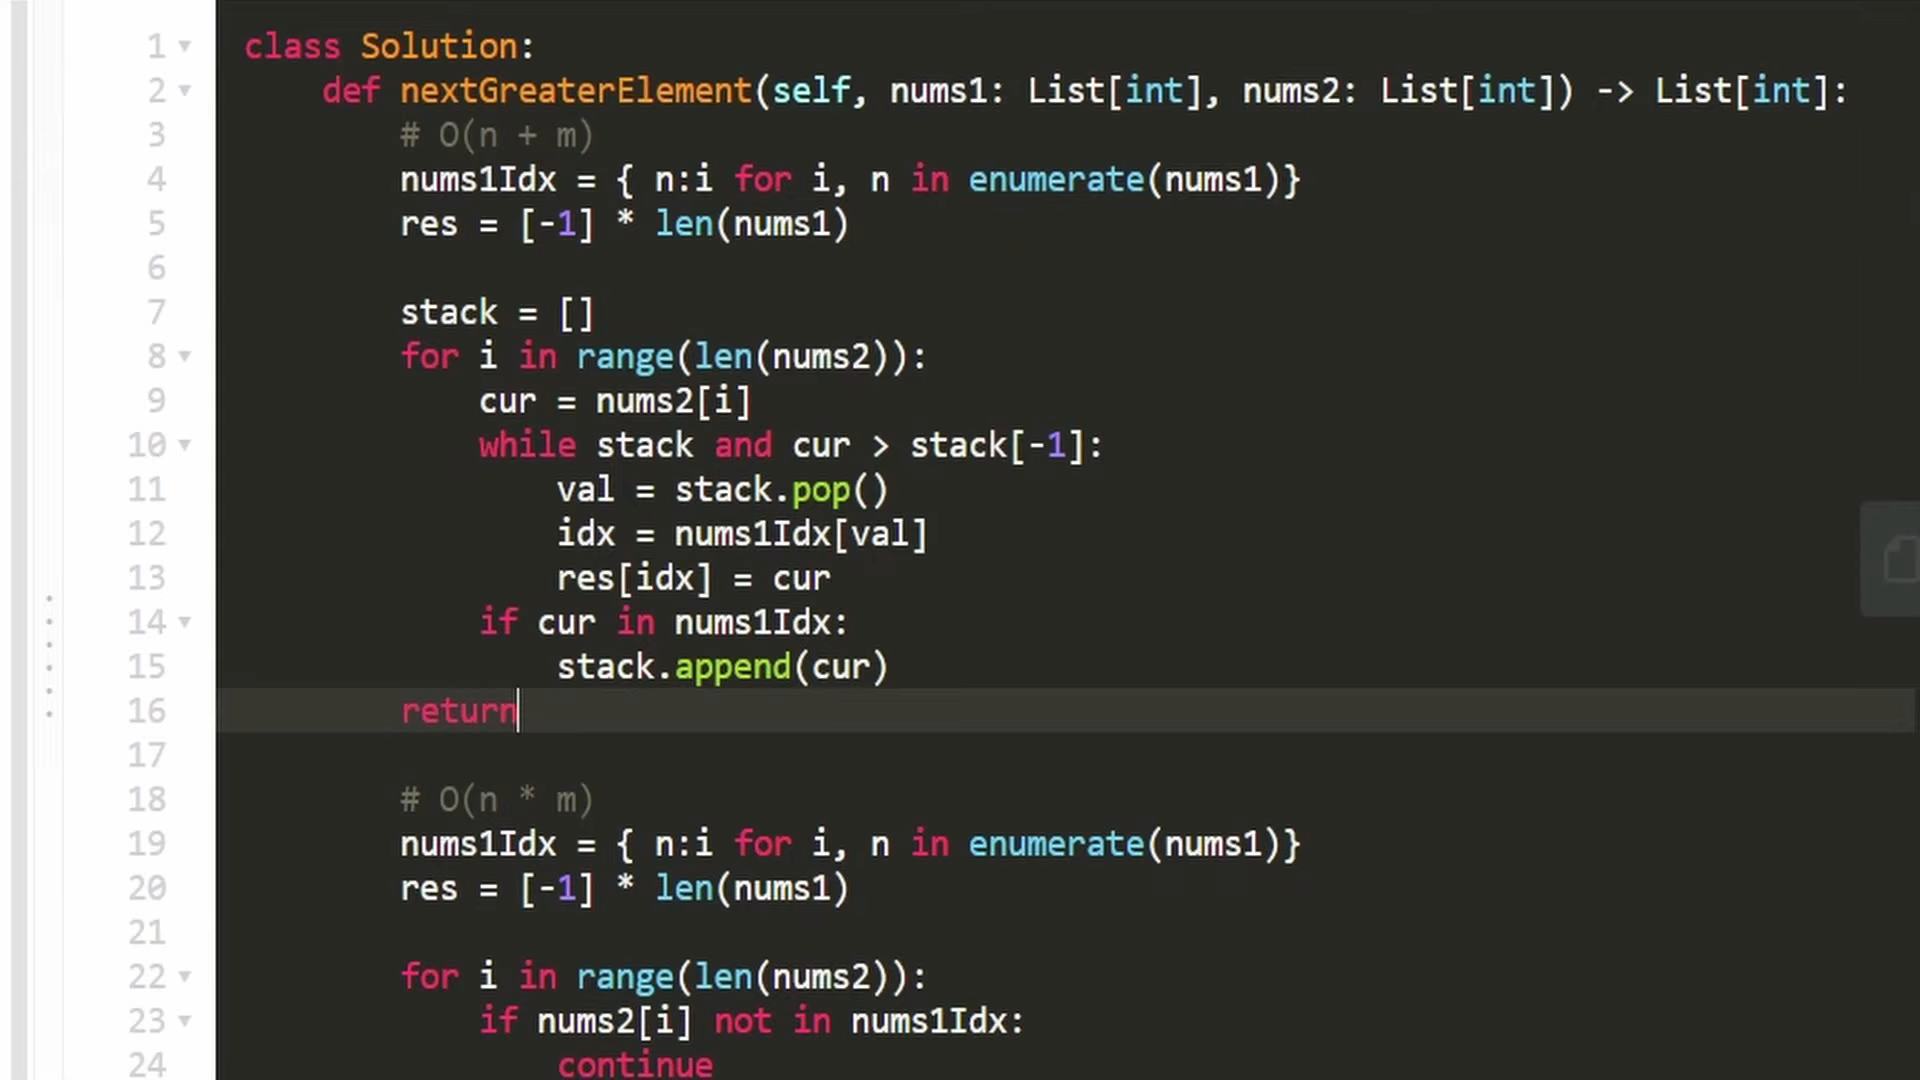 1 class Solution:
2 def nextGreaterElement(self, nums1: List[int], nums2: List[int]) -> List[int]:
3 # O(n + m)
4 nums1Idx = { n:i for i, n in enumerate(nums1)}
5 res = [-1] * len(nums1)
6
7 stack = []
8 for i in range(len(nums2)):
9 cur = nums2[i]
10 while stack and cur > stack[-1]:
11 val = stack.pop()
12 idx = nums1Idx[val]
13 res[idx] = cur
14 if cur in nums1Idx:
15 stack.append(cur)
16 return
17
18 # O(n * m)
19 nums1Idx = { n:i for i, n in enumerate(nums1)}
20 res = [-1] * len(nums1)
21
22 for i in range(len(nums2)):
23 if nums2[i] not in nums1Idx:
24 continue